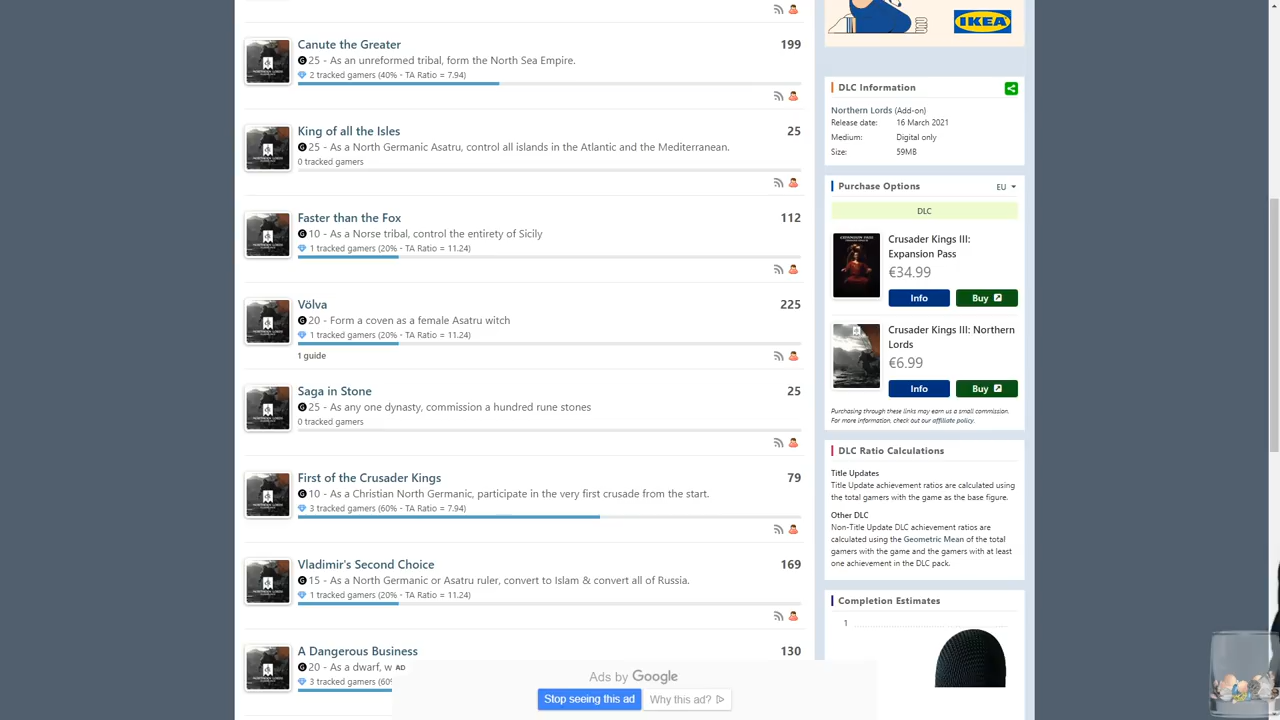 Canute the Greater
199
G 25 - As an unreformed tribal, form the North Sea Empire.
2 tracked gamers (40% - TA Ratio = 7.94)
King of all the Isles
25
G 25 - As a North Germanic Asatru, control all islands in the Atlantic and the Mediterranean.
0 tracked gamers
Faster than the Fox
112
G 10 - As a Norse tribal, control the entirety of Sicily
1 tracked gamers (20% - TA Ratio = 11.24)
Völva
225
G 20 - Form a coven as a female Asatru witch
1 tracked gamers (20% - TA Ratio = 11.24)
1 guide
Saga in Stone
25
G 25 - As any one dynasty, commission a hundred rune stones
0 tracked gamers
First of the Crusader Kings
79
G 10 - As a Christian North Germanic, participate in the very first crusade from the start.
3 tracked gamers (60% - TA Ratio = 7.94)
Vladimir's Second Choice
169
G 15 - As a North Germanic or Asatru ruler, convert to Islam & convert all of Russia.
1 tracked gamers (20% - TA Ratio = 11.24)
A Dangerous Business
130
G 20 - As a dwarf, w
3 tracked gamers (60%
AD
Ads by Google
Stop seeing this ad
Why this ad?
IKEA
DLC Information
Northern Lords (Add-on)
Release date: 16 March 2021
Medium: Digital only
Size: 59MB
Purchase Options
EU
DLC
Crusader Kings III:
Expansion Pass
€34.99
Info
Buy
Crusader Kings III: Northern
Lords
€6.99
Info
Buy
Purchasing through these links may earn us a small commission.
For more information, check out our affiliate policy.
DLC Ratio Calculations
Title Updates
Title Update achievement ratios are calculated using
the total gamers with the game as the base figure.
Other DLC
Non-Title Update DLC achievement ratios are
calculated using the Geometric Mean of the total
gamers with the game and the gamers with at least
one achievement in the DLC pack.
Completion Estimates
1